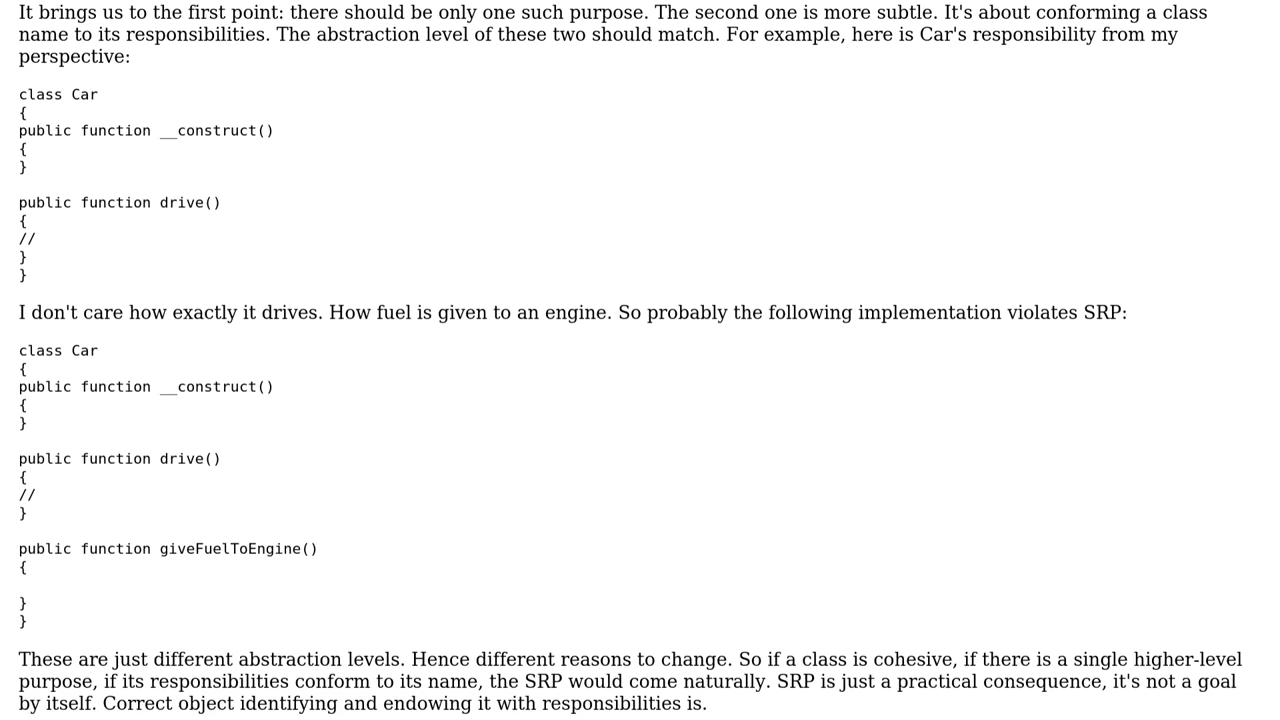 It brings us to the first point: there should be only one such purpose. The second one is more subtle. It's about conforming a class
name to its responsibilities. The abstraction level of these two should match. For example, here is Car's responsibility from my
perspective:
class Car
{
public function __construct()
{
}
public function drive()
{
//
}
}
I don't care how exactly it drives. How fuel is given to an engine. So probably the following implementation violates SRP:
class Car
{
public function __construct()
{
}
public function drive()
{
//
}
public function giveFuelToEngine()
{
}
}
These are just different abstraction levels. Hence different reasons to change. So if a class is cohesive, if there is a single higher-level
purpose, if its responsibilities conform to its name, the SRP would come naturally. SRP is just a practical consequence, it's not a goal
by itself. Correct object identifying and endowing it with responsibilities is.